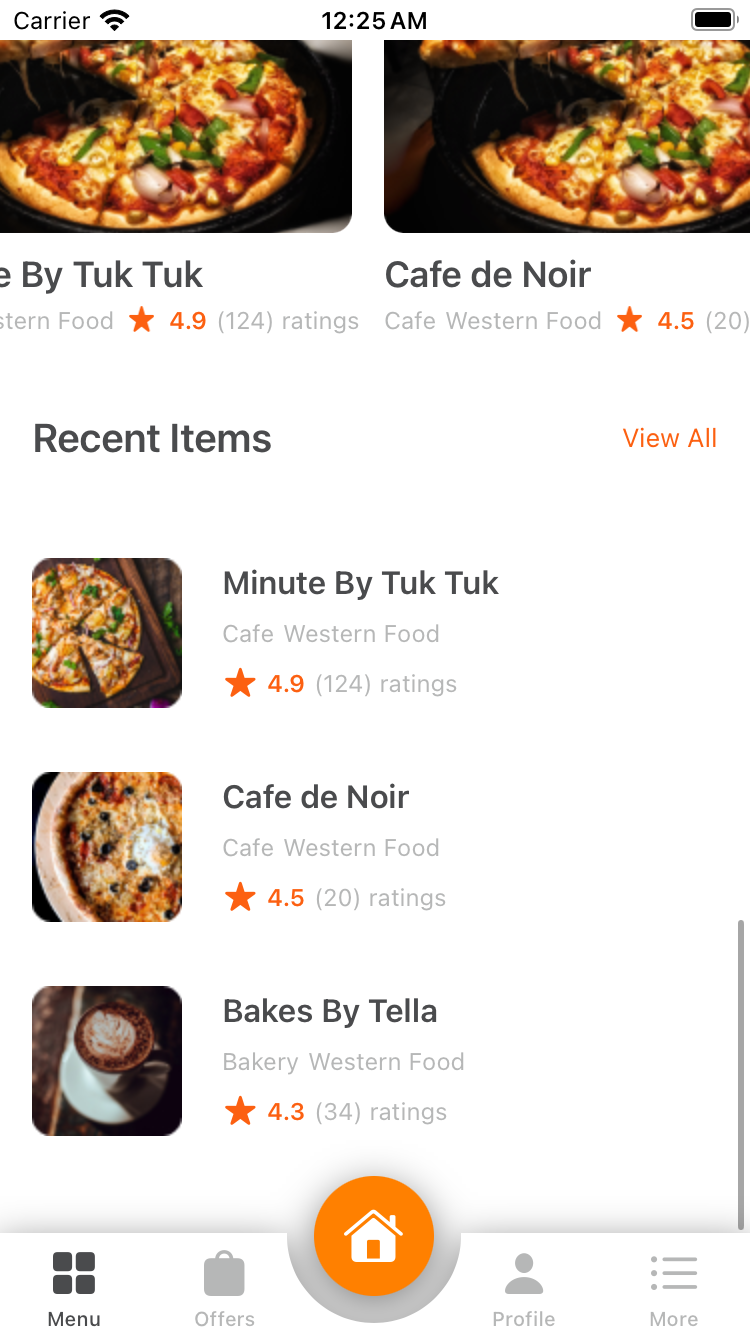 Carrier 12:25 AM
e By Tuk Tuk Cafe de Noir
stern Food 4.9 (124) ratings Cafe Western Food 4.5 (20)
Recent Items View All
Minute By Tuk Tuk
Cafe Western Food
4.9 (124) ratings
Cafe de Noir
Cafe Western Food
4.5 (20) ratings
Bakes By Tella
Bakery Western Food
4.3 (34) ratings
Menu Offers Profile More